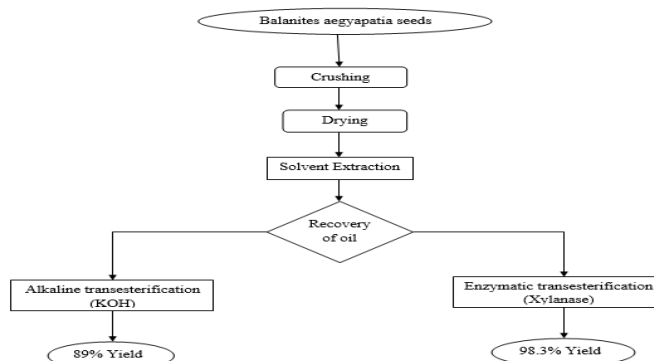 Balanites aegyapatia seeds
Crushing
Drying
Solvent Extraction
Recovery
of oil
Alkaline transesterification
(KOH)
Enzymatic transesterification
(Xylanase)
89% Yield
98.3% Yield